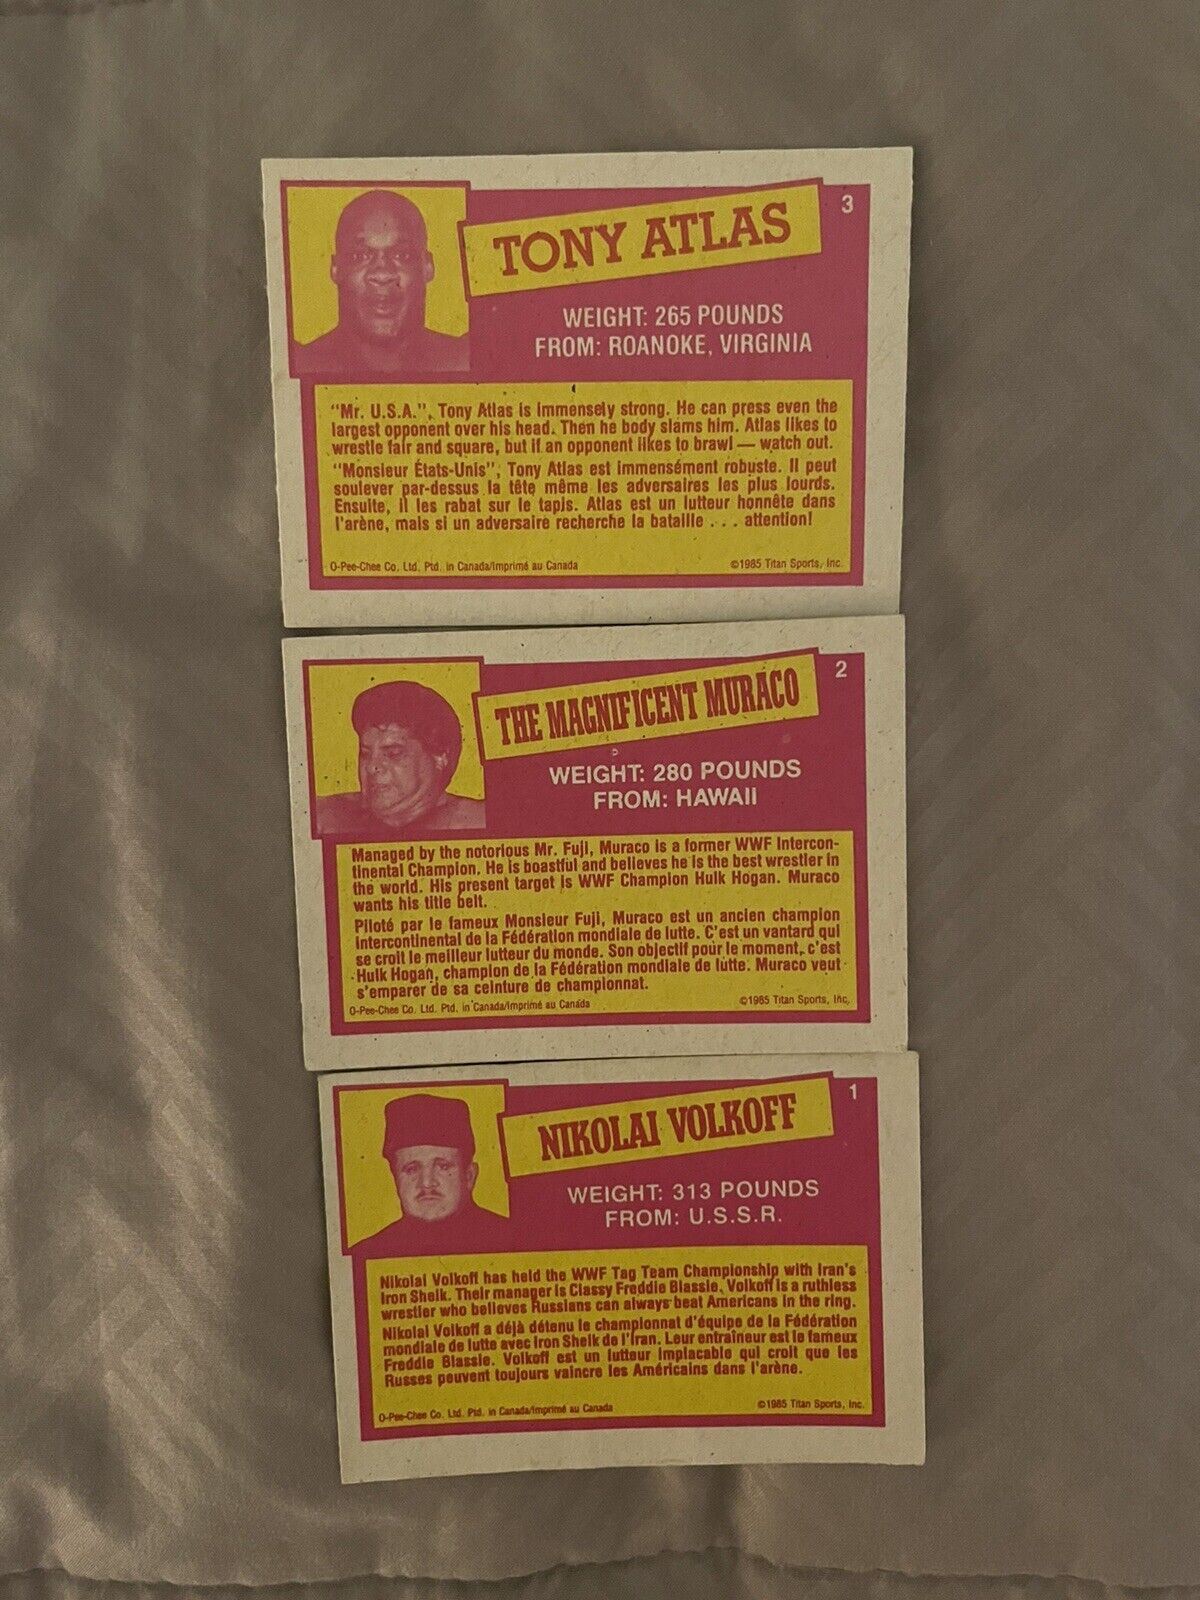 3
TONY ATLAS
WEIGHT: 265 POUNDS
FROM: ROANOKE, VIRGINIA
"Mr. U.S.A.", Tony Atlas is immensely strong. He can press even the
largest opponent over his head. Then he body slams him. Atlas likes to
wrestle fair and square, but if an opponent likes to brawl — watch out.
"Monsieur États-Unis", Tony Atlas est immensément robuste. Il peut
soulever par-dessus la tête même les adversaires les plus lourds.
Ensuite, il les rabat sur le tapis. Atlas est un lutteur honnête dans
l'arène, mais si un adversaire recherche la bataille . . . attention!
O-Pee-Chee Co. Ltd. Ptd. in Canada/Imprimé au Canada ©1985 Titan Sports, Inc.
2
THE MAGNIFICENT MURACO
WEIGHT: 280 POUNDS
FROM: HAWAII
Managed by the notorious Mr. Fuji, Muraco is a former WWF Intercon-
tinental Champion. He is boastful and believes he is the best wrestler in
the world. His present target is WWF Champion Hulk Hogan. Muraco
wants his title belt.
Piloté par le fameux Monsieur Fuji, Muraco est un ancien champion
intercontinental de la Fédération mondiale de lutte. C'est un vantard qui
se croit le meilleur lutteur du monde. Son objectif pour le moment, c'est
Hulk Hogan, champion de la Fédération mondiale de lutte. Muraco veut
s'emparer de sa ceinture de championnat.
O-Pee-Chee Co. Ltd. Ptd. in Canada/Imprimé au Canada ©1985 Titan Sports, Inc.
1
NIKOLAI VOLKOFF
WEIGHT: 313 POUNDS
FROM: U.S.S.R.
Nikolai Volkoff has held the WWF Tag Team Championship with Iran's
Iron Sheik. Their manager is Classy Freddie Blassie. Volkoff is a ruthless
wrestler who believes Russians can always beat Americans in the ring.
Nikolai Volkoff a déjà détenu le championnat d'équipe de la Fédération
mondiale de lutte avec Iron Sheik de l'Iran. Leur entraîneur est le fameux
Freddie Blassie. Volkoff est un lutteur implacable qui croit que les
Russes peuvent toujours vaincre les Américains dans l'arène.
O-Pee-Chee Co. Ltd. Ptd. in Canada/Imprimé au Canada ©1985 Titan Sports, Inc.